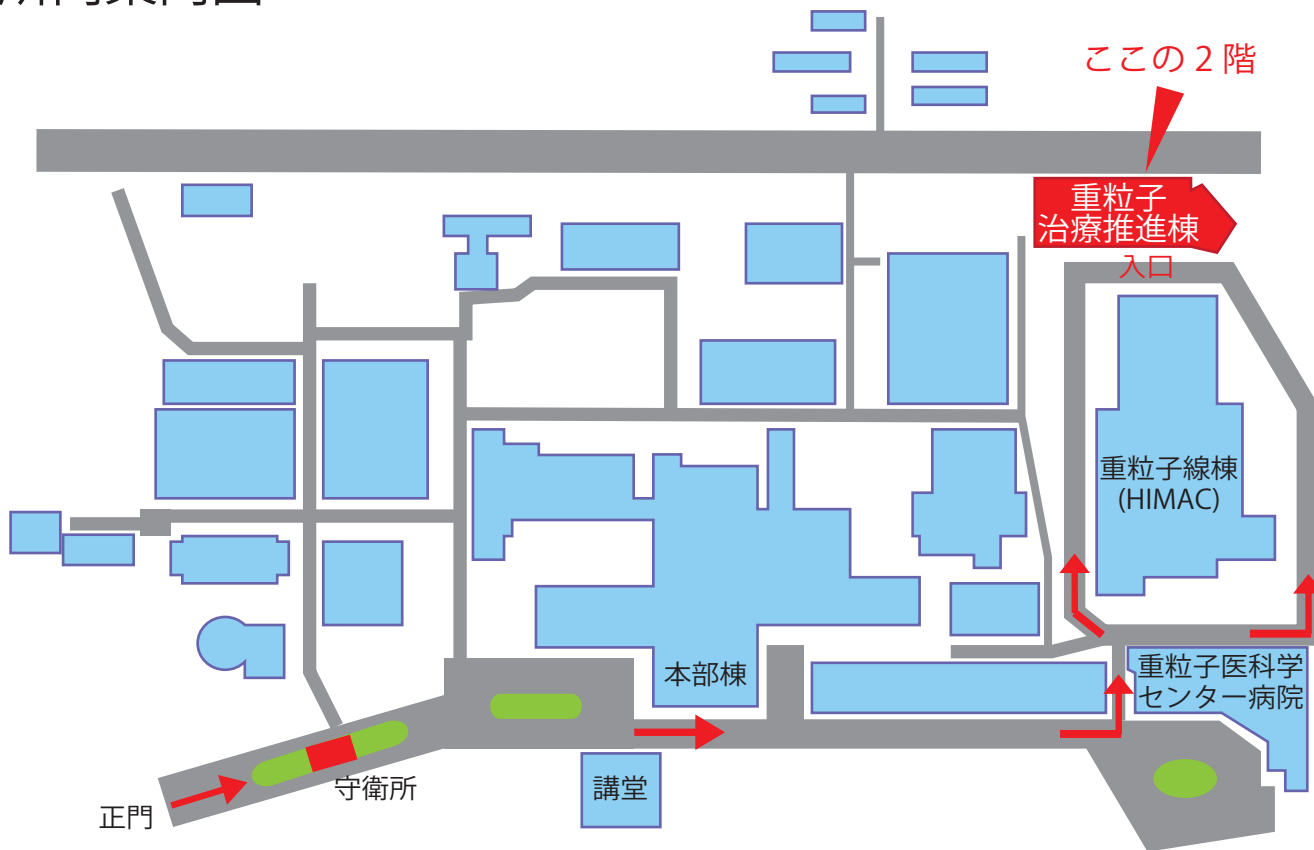 ここの2階
重粒子
治療推進棟
入口
重粒子線棟
(HIMAC)
本部棟
重粒子医科学
センター病院
守衛所
講堂
正門